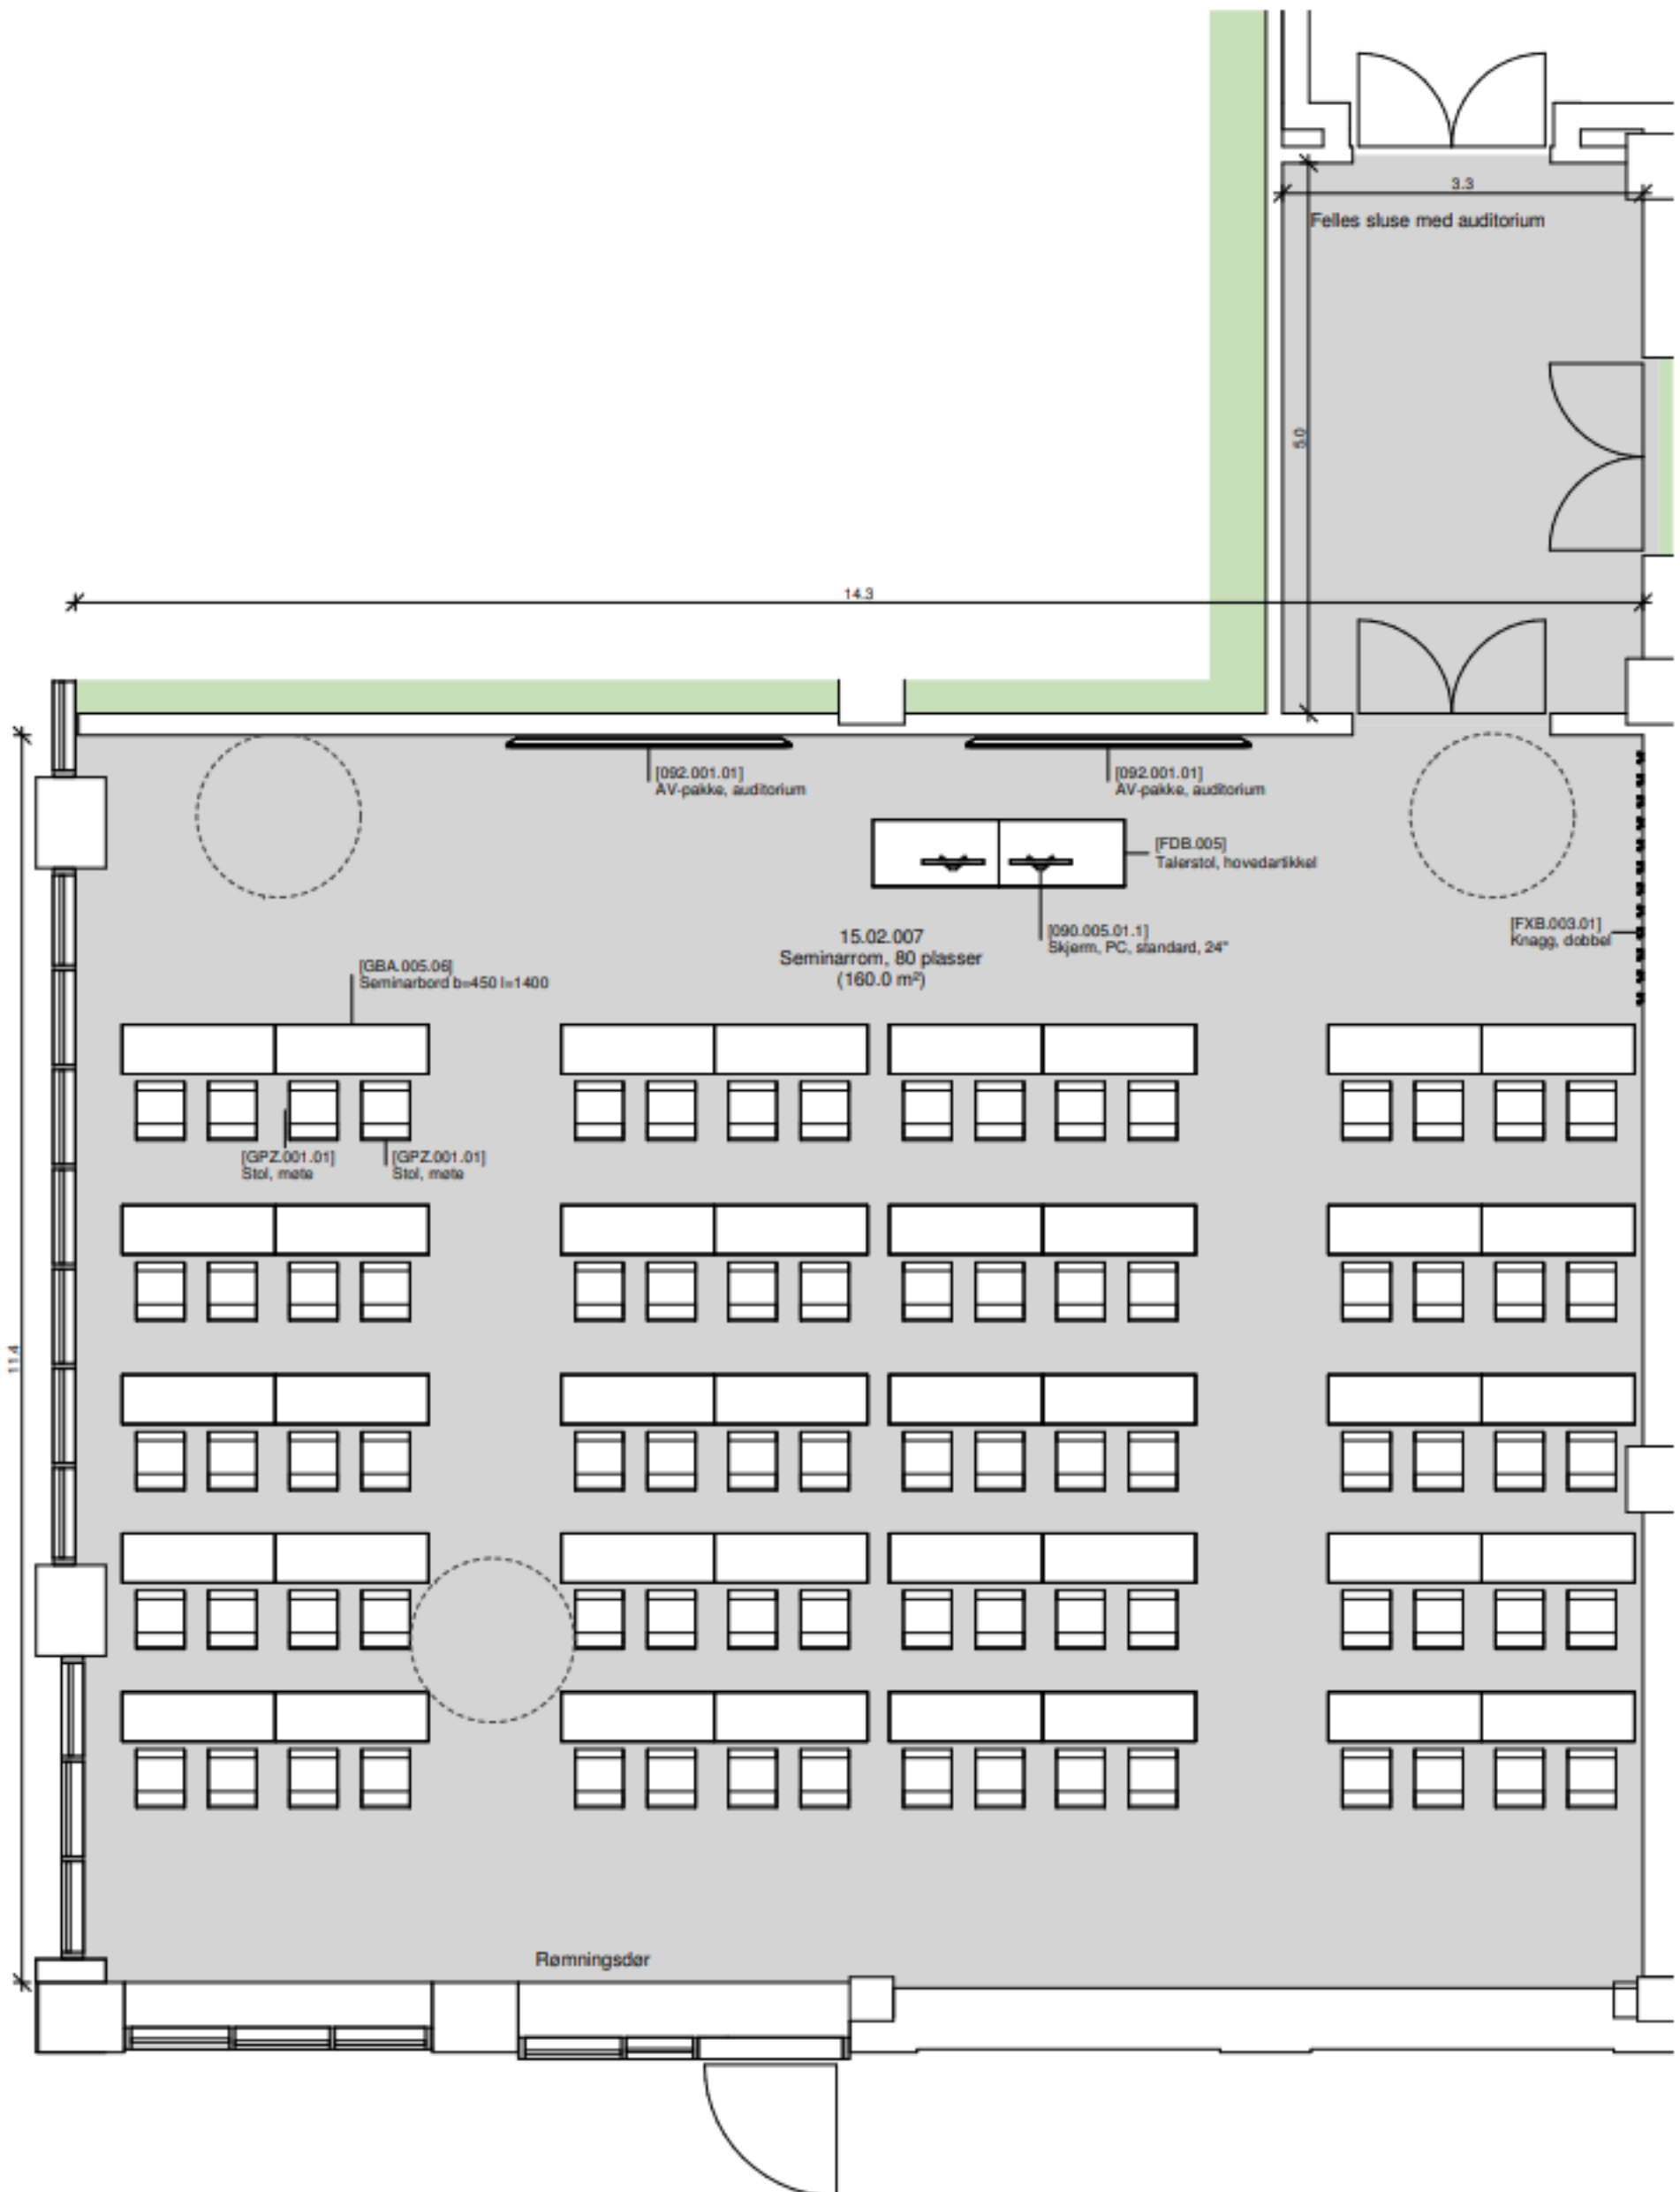 3.3
Felles sluse med auditorium
5.0
14.3
[092.001.01]
AV-pakke, auditorium
[092.001.01]
AV-pakke, auditorium
[FDB.005]
Talerstol, hovedartikkel
[FXB.003.01]
Knagg, dobbel
15.02.007
Seminarrom, 80 plasser
(160.0 m²)
[090.005.01.1]
Skjerm, PC, standard, 24"
[GBA.005.06]
Seminarbord b=450 l=1400
[GPZ.001.01]
Stol, møte
[GPZ.001.01]
Stol, møte
11.4
Rømningsdør